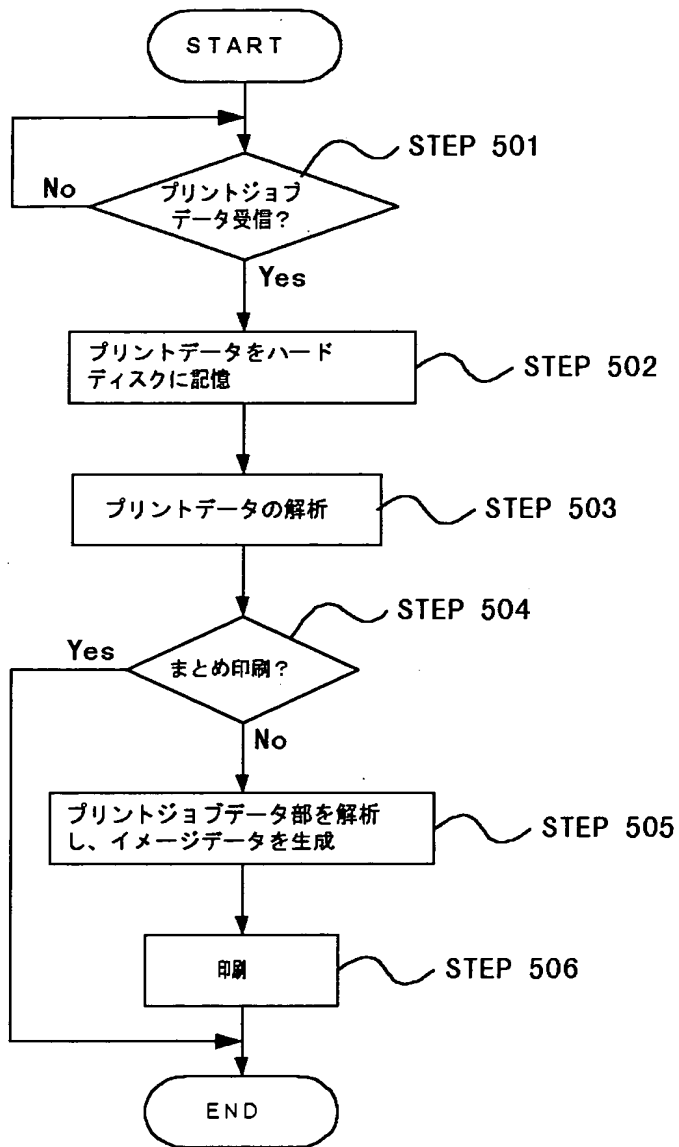 START
STEP 501
No
プリントジョブ
データ受信?
Yes
プリントデータをハード
ディスクに記憶
STEP 502
プリントデータの解析
STEP 503
STEP 504
Yes
まとめ印刷?
No
プリントジョブデータ部を解析
し、イメージデータを生成
STEP 505
印刷
STEP 506
END